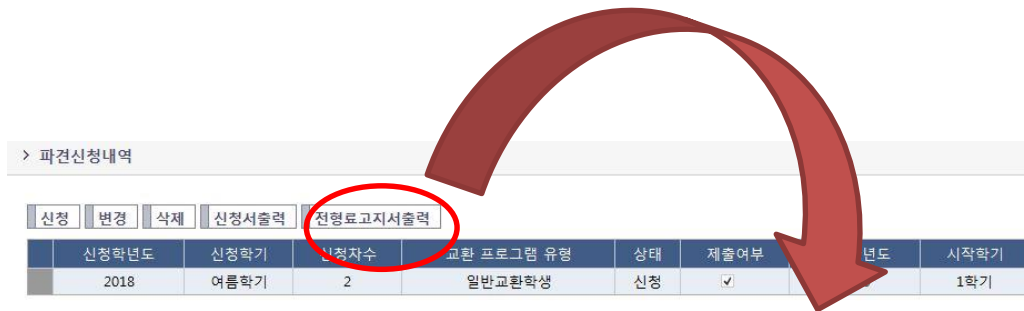 > 파견신청내역
신청 변경 삭제 신청서출력 전형료고지서출력
신청학년도 신청학기 신청차수 교환 프로그램 유형 상태 제출여부 년도 시작학기
2018 여름학기 2 일반교환학생 신청 1학기